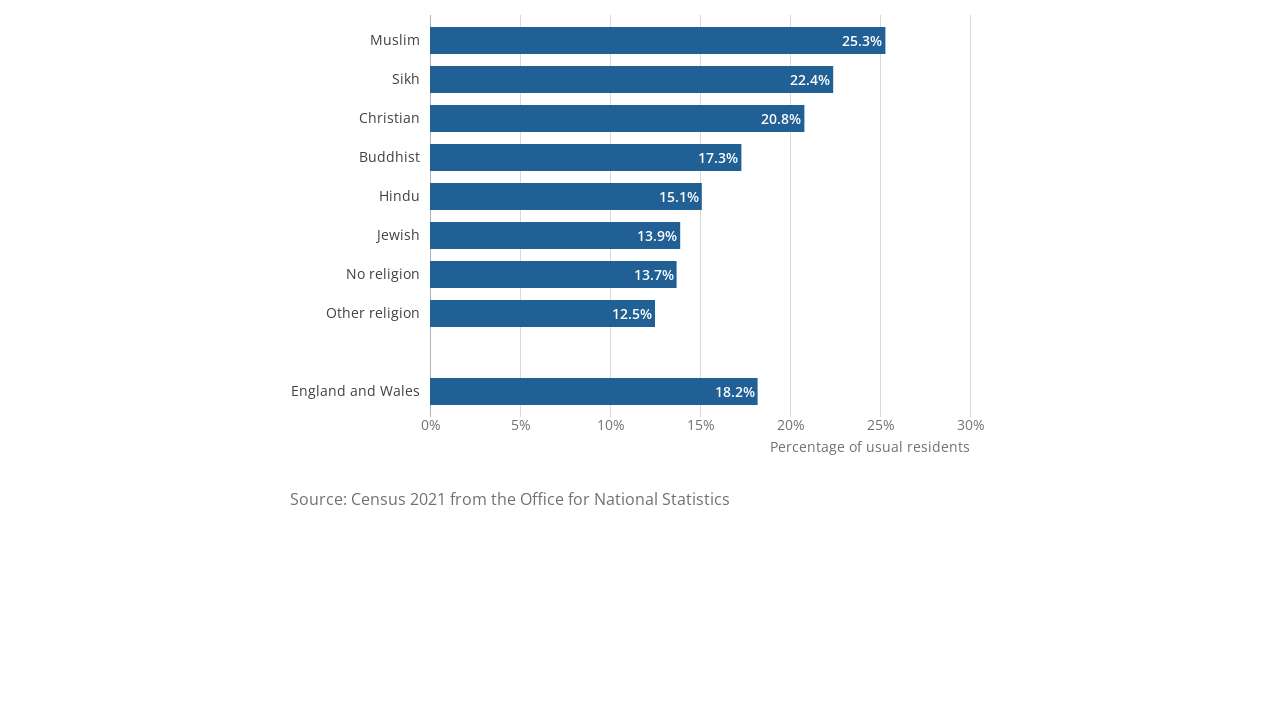 Muslim 25.3%
Sikh 22.4%
Christian 20.8%
Buddhist 17.3%
Hindu 15.1%
Jewish 13.9%
No religion 13.7%
Other religion 12.5%
England and Wales 18.2%
0% 5% 10% 15% 20% 25% 30%
Percentage of usual residents
Source: Census 2021 from the Office for National Statistics